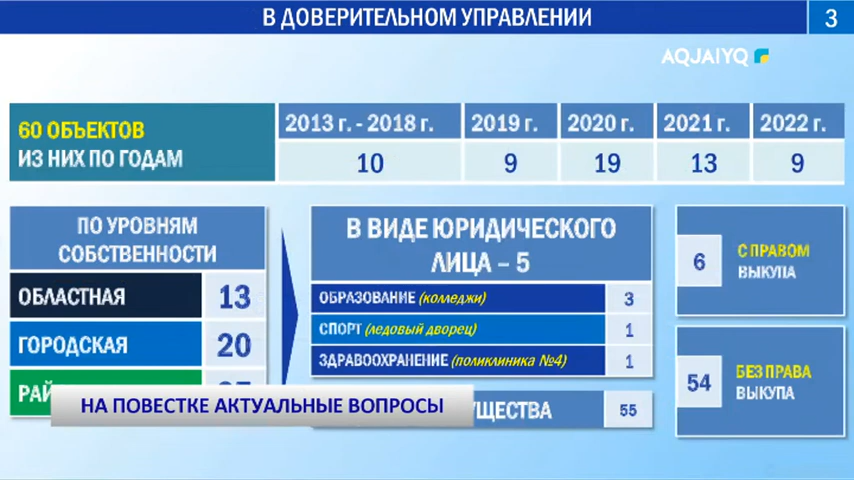 В ДОВЕРИТЕЛЬНОМ УПРАВЛЕНИИ
3
AQJAIYQ
60 ОБЪЕКТОВ
ИЗ НИХ ПО ГОДАМ
2013 г. - 2018 г.
2019 г.
2020 г.
2021 г.
2022 г.
10
9
19
13
9
ПО УРОВНЯМ
СОБСТВЕННОСТИ
ОБЛАСТНАЯ
13
ГОРОДСКАЯ
20
В ВИДЕ ЮРИДИЧЕСКОГО
ЛИЦА – 5
ОБРАЗОВАНИЕ (колледжи)
3
СПОРТ (ледовый дворец)
1
ЗДРАВООХРАНЕНИЕ (поликлиника №4)
1
55
6
С ПРАВОМ
ВЫКУПА
54
БЕЗ ПРАВА
ВЫКУПА
НА ПОВЕСТКЕ АКТУАЛЬНЫЕ ВОПРОСЫ